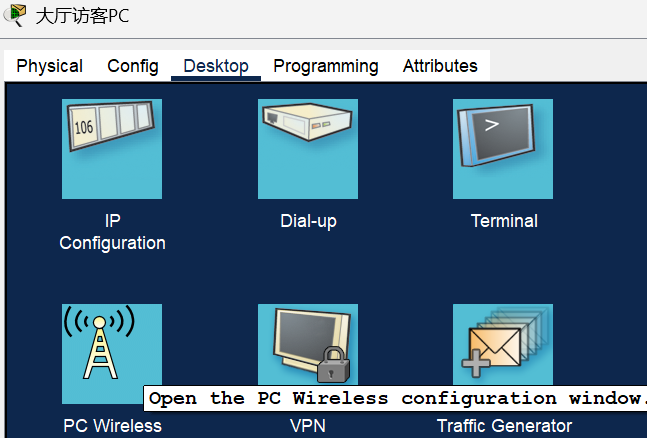 大厅访客PC
Physical Config Desktop Programming Attributes
106
>
IP
Configuration
Dial-up
Terminal
Open the PC Wireless configuration window.
PC Wireless
VPN
Traffic Generator